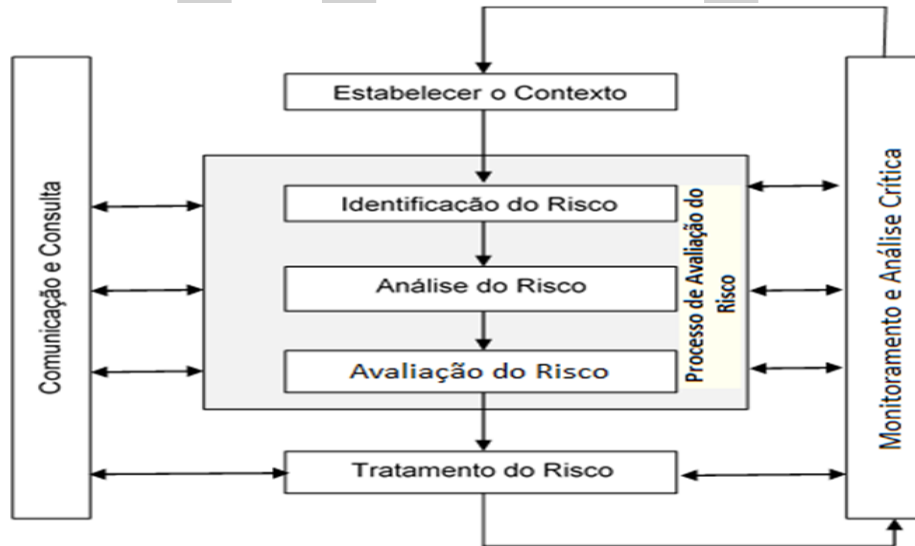 Estabelecer o Contexto
Comunicação e Consulta
Identificação do Risco
Análise do Risco
Avaliação do Risco
Processo de Avaliação do
Risco
Monitoramento e Análise Crítica
Tratamento do Risco